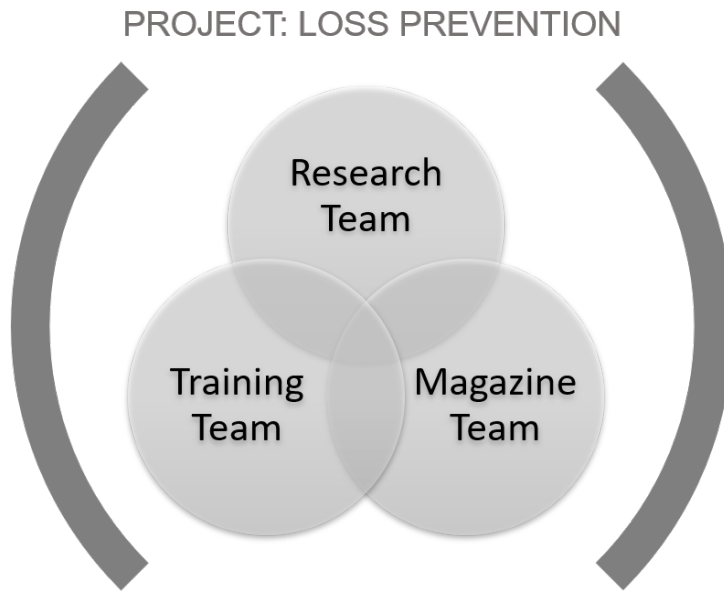 PROJECT: LOSS PREVENTION
Research
Team
Training
Team
Magazine
Team